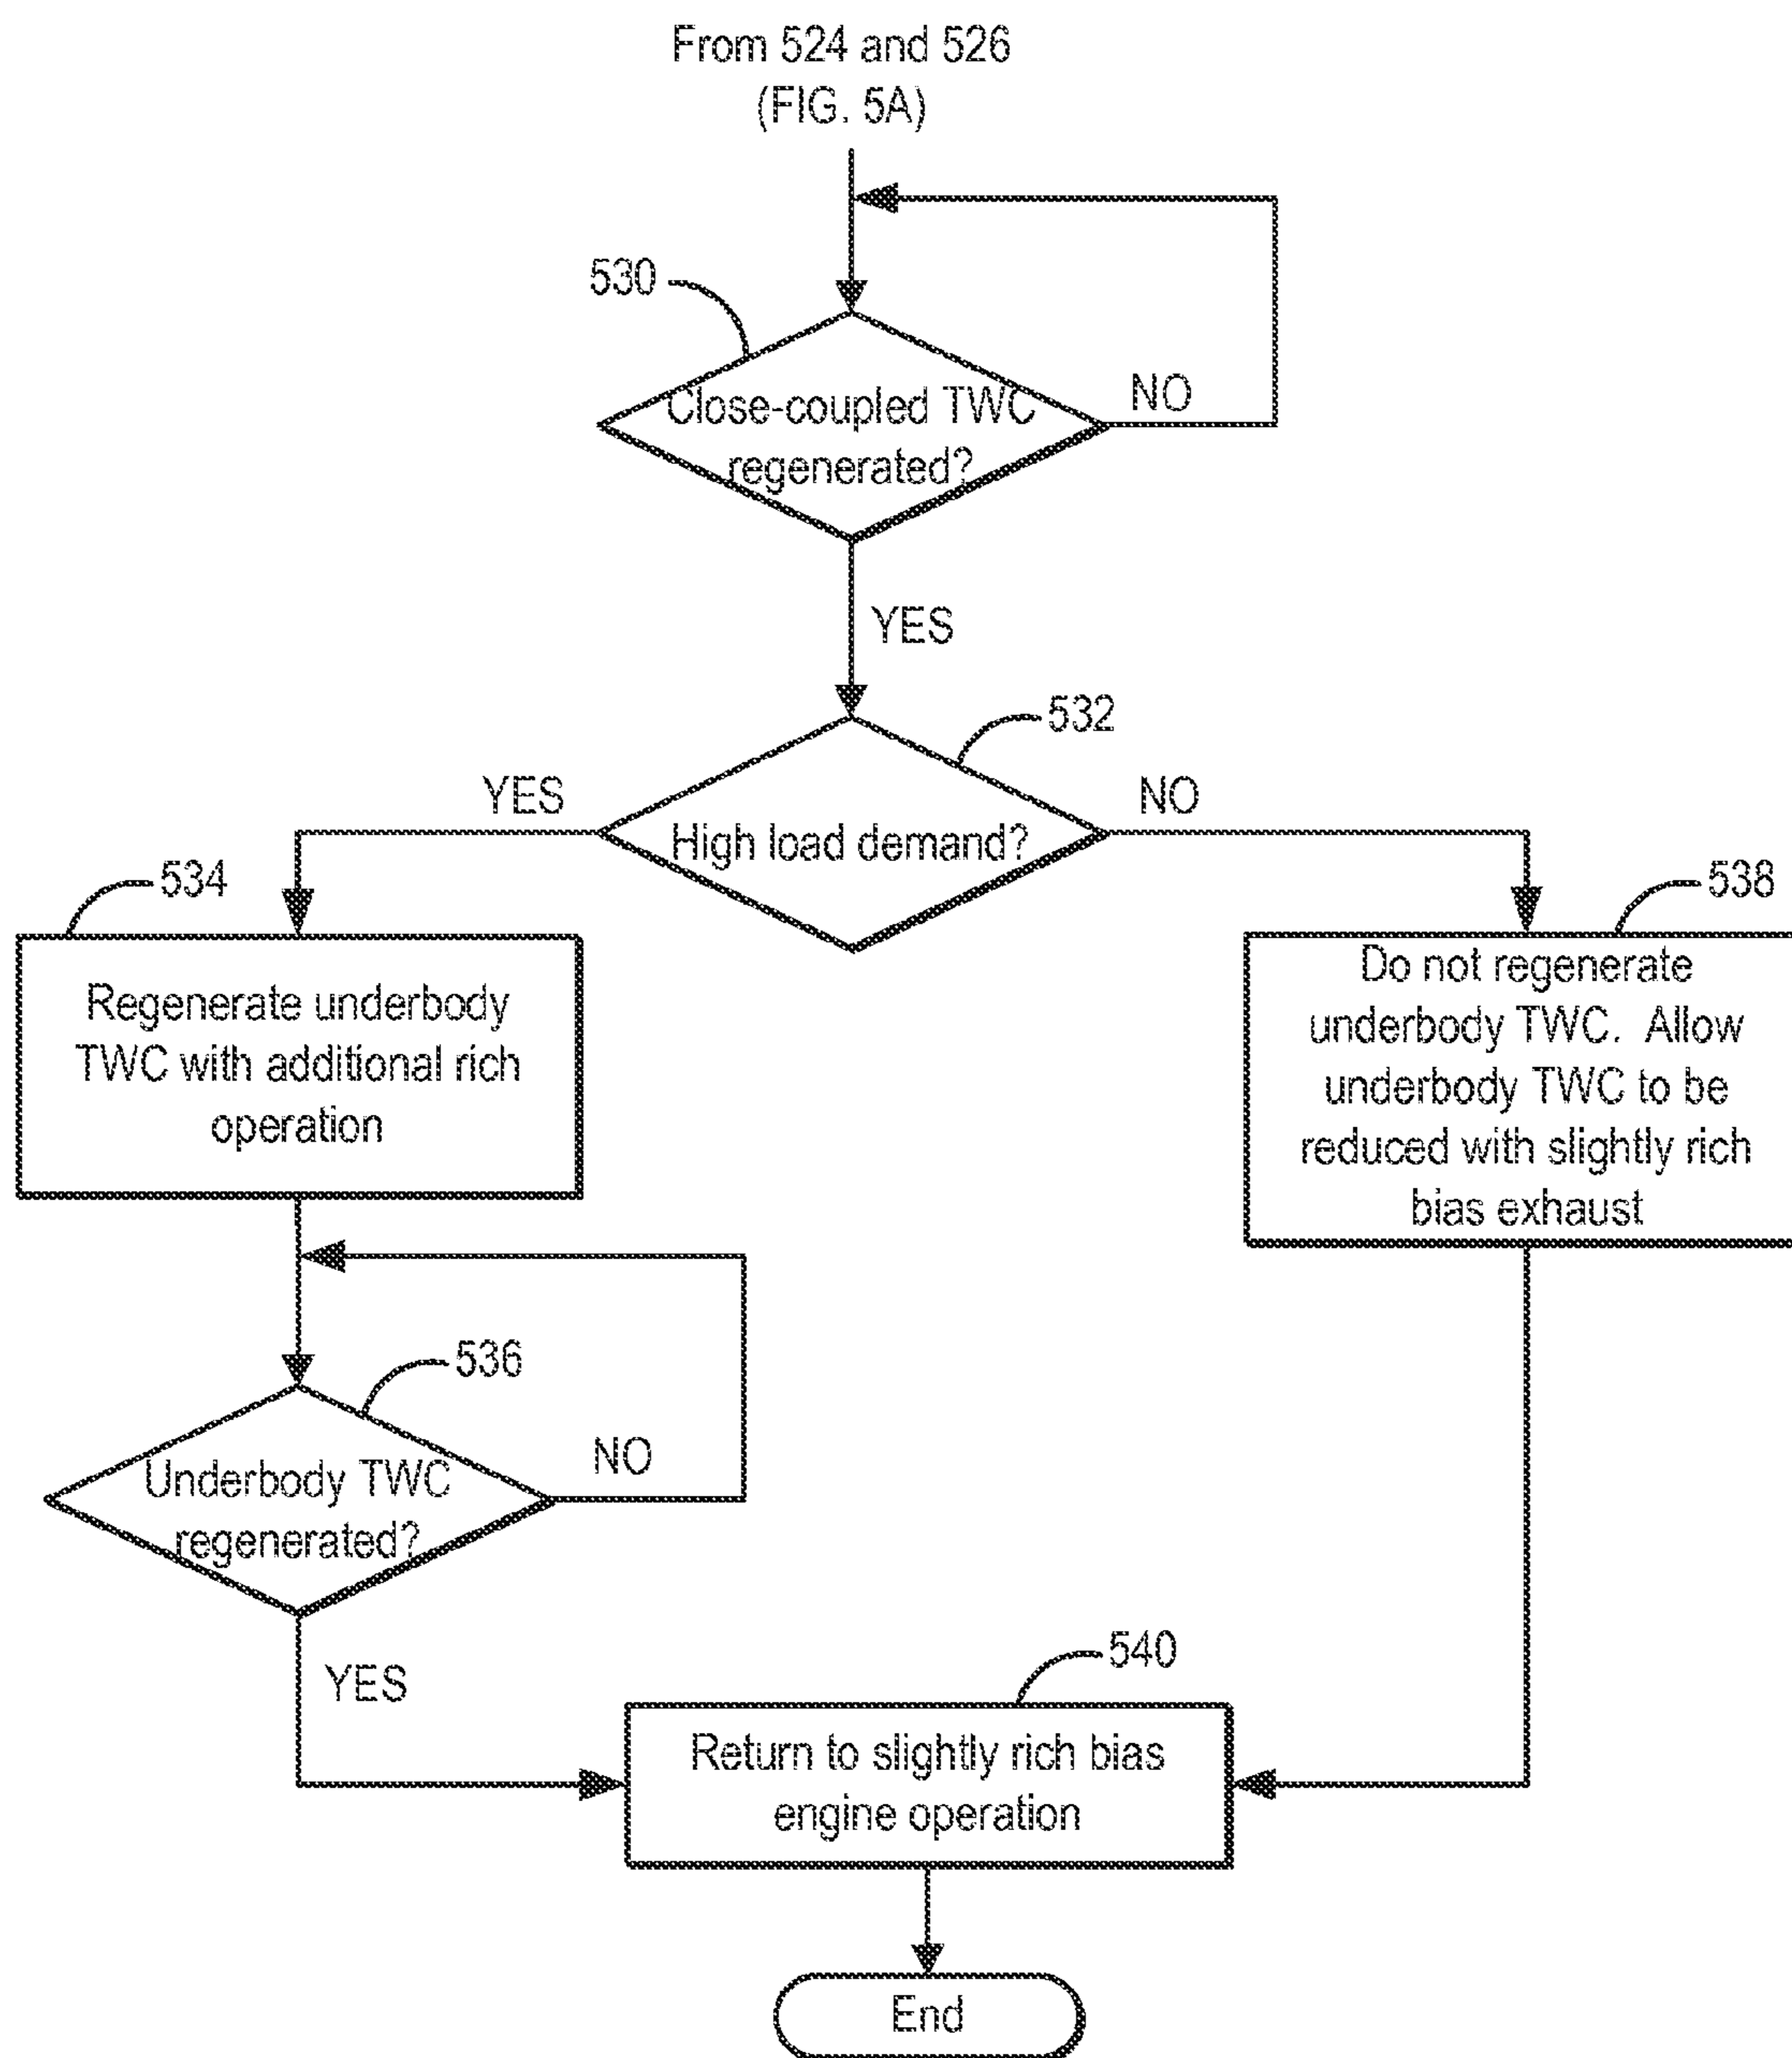 From 524 and 526
(FIG. 5A)
530
Close-coupled TWC
regenerated?
NO
YES
532
High load demand?
YES
NO
534
Regenerate underbody
TWC with additional rich
operation
538
Do not regenerate
underbody TWC. Allow
underbody TWC to be
reduced with slightly rich
bias exhaust
536
Underbody TWC
regenerated?
NO
YES
540
Return to slightly rich bias
engine operation
End